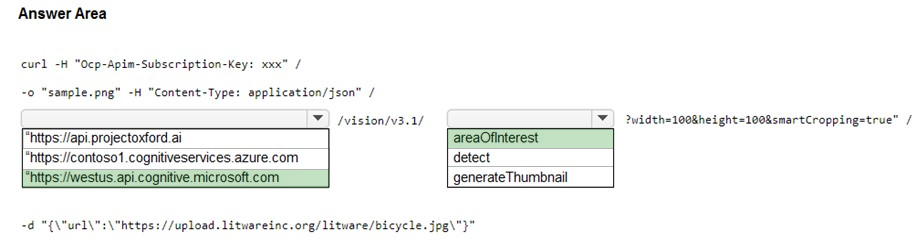 Answer Area
curl -H "Ocp-Apim-Subscription-Key: xxx" /
-o "sample.png" -H "Content-Type: application/json" /
/vision/v3.1/ ?width=100&height=100&smartCropping=true" /
"https://api.projectoxford.ai areaOfInterest
"https://contoso1.cognitiveservices.azure.com detect
"https://westus.api.cognitive.microsoft.com generateThumbnail
-d "{\"url\":\"https://upload.litwareinc.org/litware/bicycle.jpg\"}"